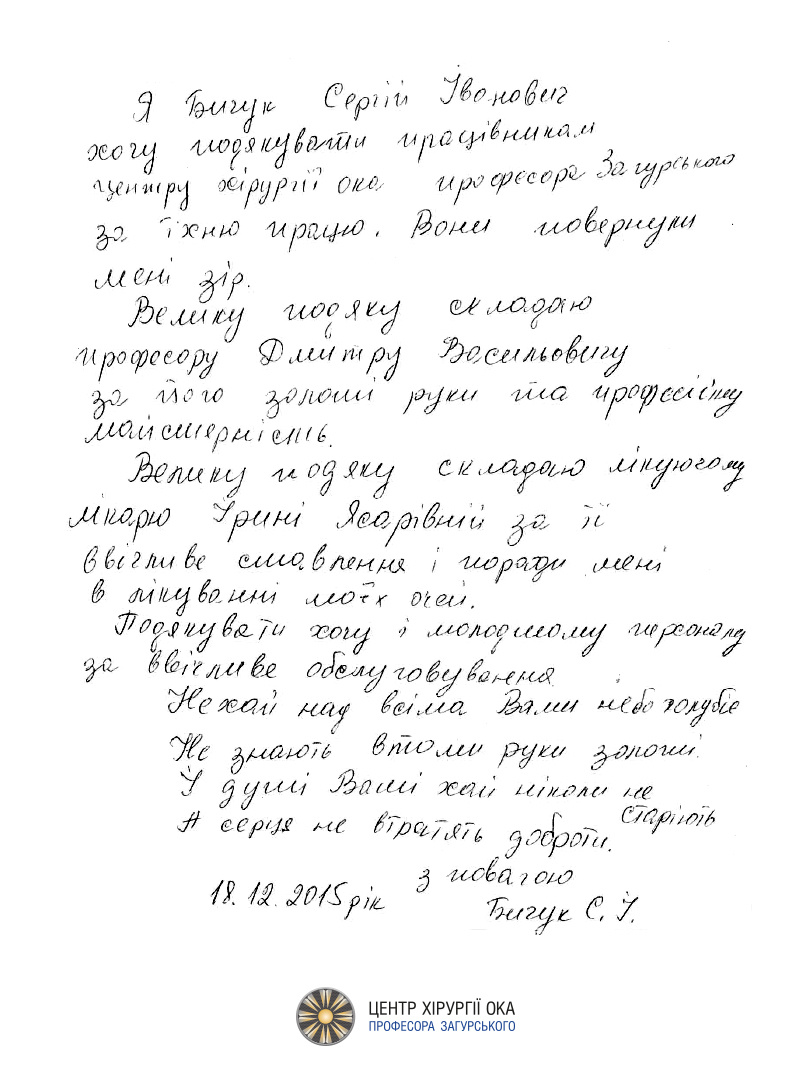 Я Бичук Сергій Іванович
хочу подякувати працівникам
центру хірургії ока професора Загурського
за їхню працю. Вони повернули
мені зір.
Велику подяку складаю
професору Дмитру Васильовичу
за його золоті руки та професійну
майстерність.
Велику подяку складаю лікуючому
лікарю Ірині Ясарівній за її
ввічливе ставлення і поради мені
в лікуванні моїх очей.
Подякувати хочу і молодшому персоналу
за ввічливе обслуговування
Нехай над всіма Вами небо голубіє
Не знають втоми руки золоті.
І душі Ваші хай ніколи не
старіють
А серця не втратять доброти.
з повагою
18.12.2015 рік
Бичук С. І.
ЦЕНТР ХІРУРГІЇ ОКА
ПРОФЕСОРА ЗАГУРСЬКОГО